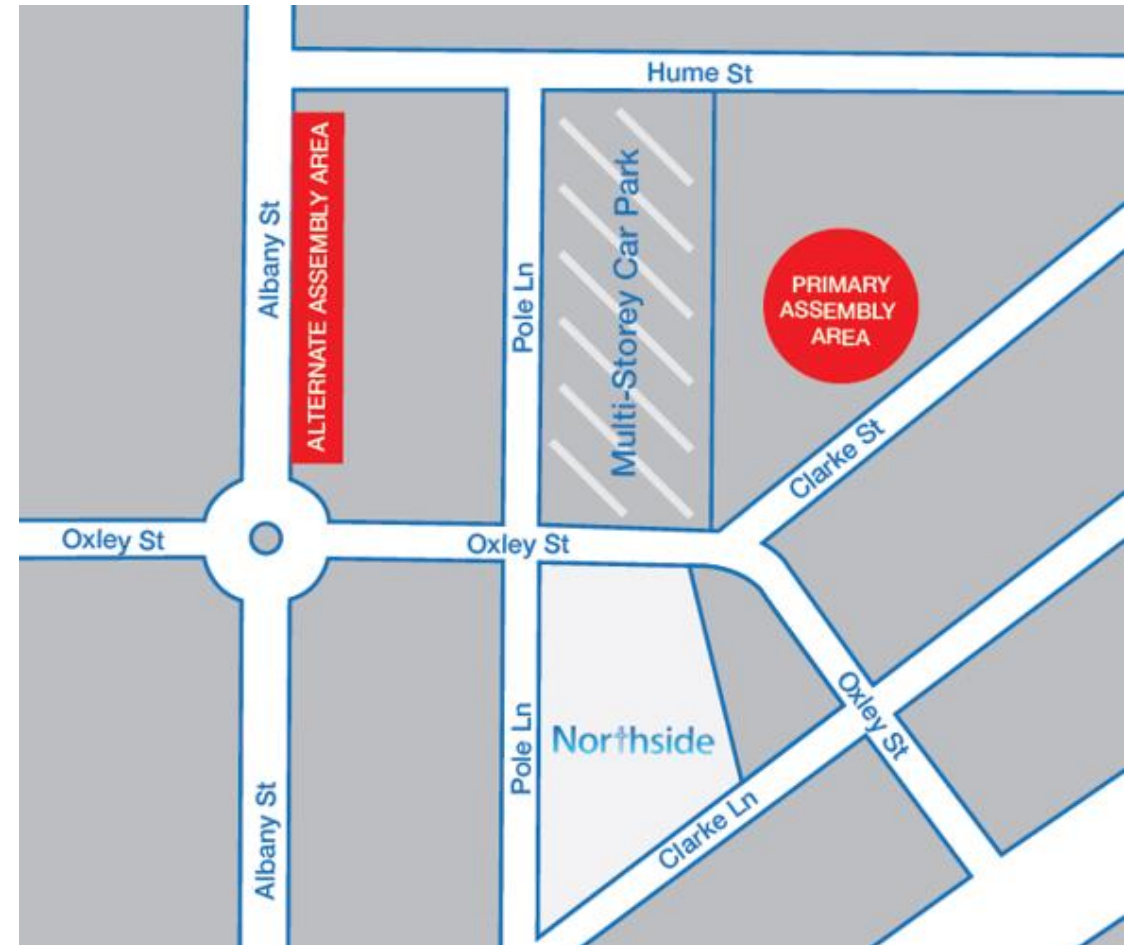 Hume St
Albany St
ALTERNATE ASSEMBLY AREA
Pole Ln
Multi-Storey Car Park
PRIMARY
ASSEMBLY
AREA
Clarke St
Oxley St
Oxley St
Oxley St
Northside
Pole Ln
Clarke Ln
Albany St